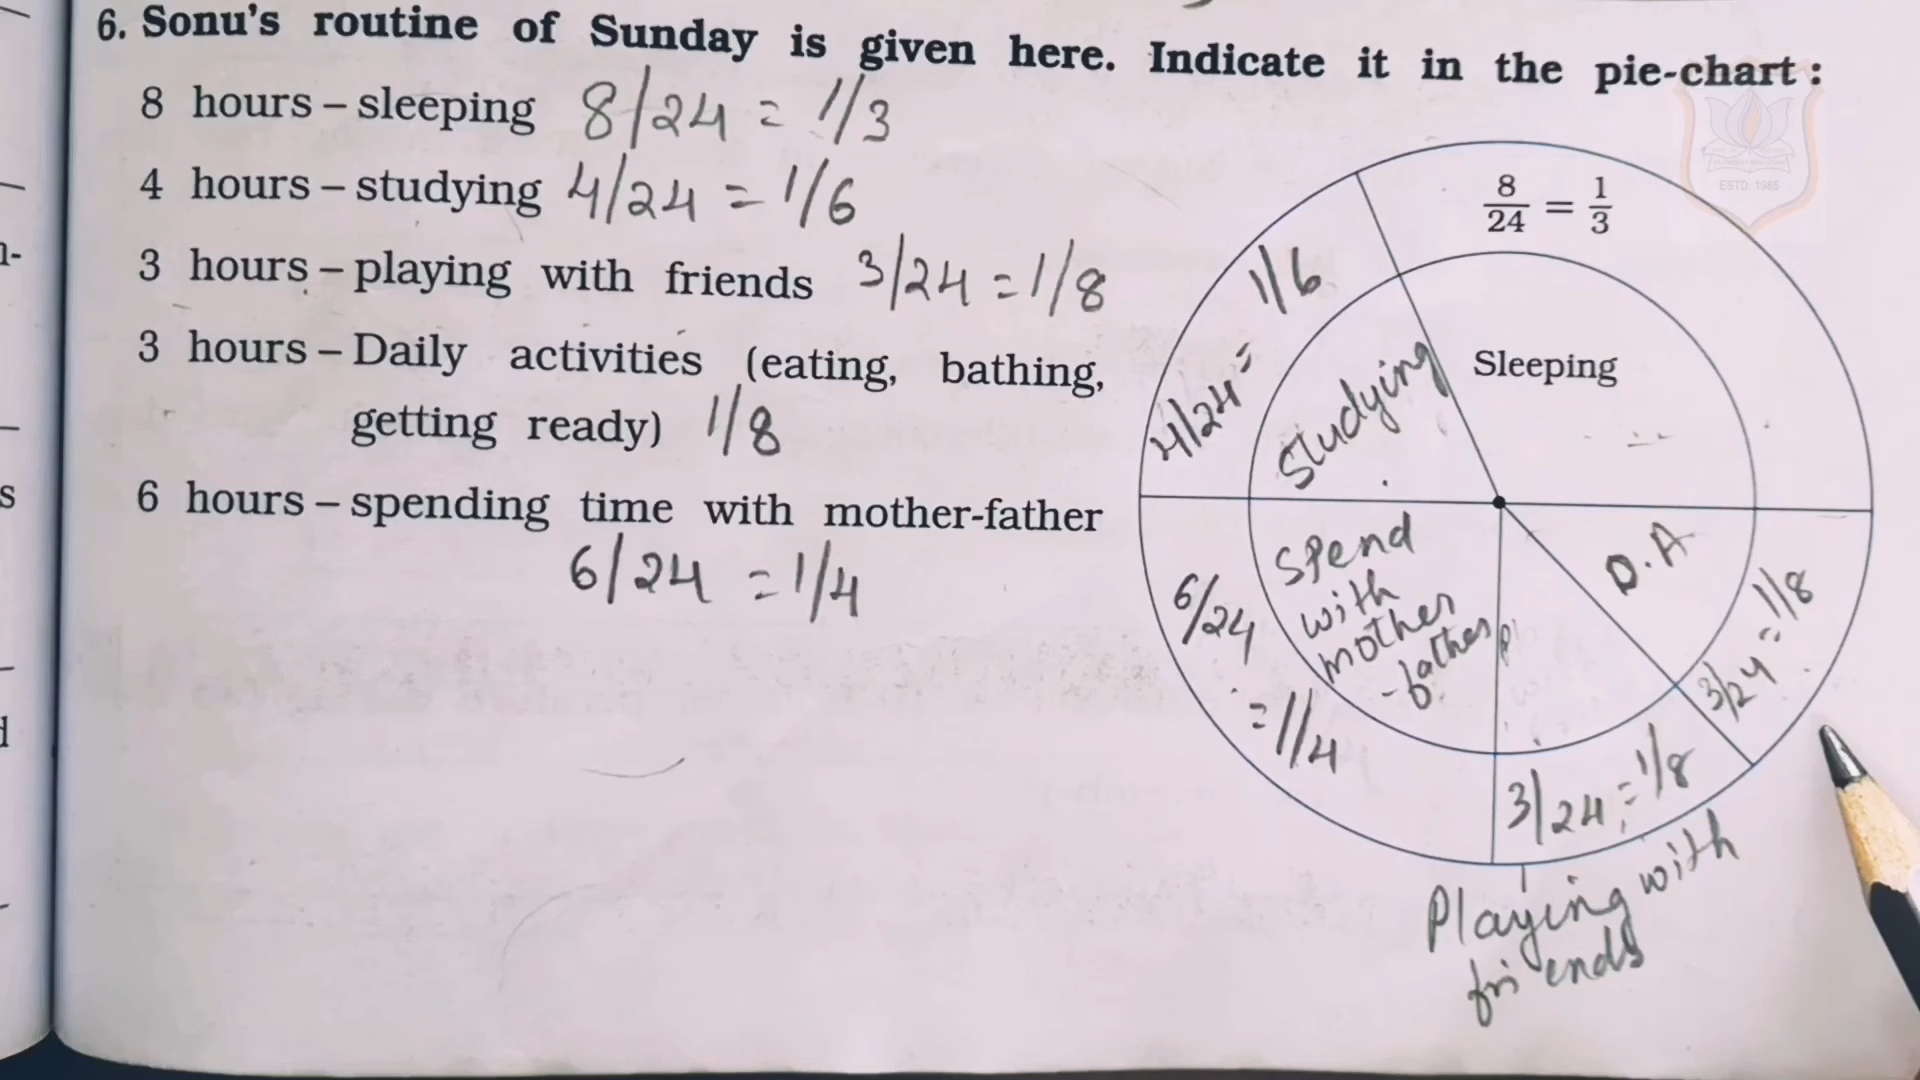 6. Sonu's routine of Sunday is given here. Indicate it in the pie-chart :
8 hours – sleeping 8/24 = 1/3
4 hours – studying 4/24 = 1/6
3 hours – playing with friends 3/24 = 1/8
3 hours – Daily activities (eating, bathing,
getting ready) 1/8
6 hours – spending time with mother-father
6/24 = 1/4
ESTD. 1985
8/24 = 1/3
Sleeping
4/24 = 1/6
Studying
Spend
with
mother
-father
6/24
= 1/4
D.A
3/24 = 1/8
3/24 = 1/8
Playing with
friends